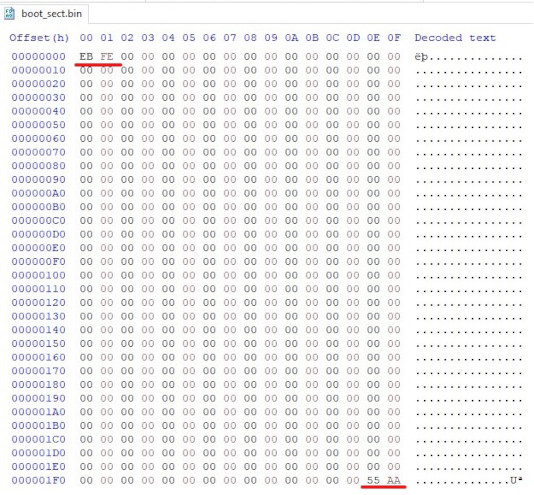 boot_sect.bin
Offset(h) 00 01 02 03 04 05 06 07 08 09 0A 0B 0C 0D 0E 0F Decoded text
00000000 EB FE 00 00 00 00 00 00 00 00 00 00 00 00 00 00 ëþ..............
00000010 00 00 00 00 00 00 00 00 00 00 00 00 00 00 00 00 ................
00000020 00 00 00 00 00 00 00 00 00 00 00 00 00 00 00 00 ................
00000030 00 00 00 00 00 00 00 00 00 00 00 00 00 00 00 00 ................
00000040 00 00 00 00 00 00 00 00 00 00 00 00 00 00 00 00 ................
00000050 00 00 00 00 00 00 00 00 00 00 00 00 00 00 00 00 ................
00000060 00 00 00 00 00 00 00 00 00 00 00 00 00 00 00 00 ................
00000070 00 00 00 00 00 00 00 00 00 00 00 00 00 00 00 00 ................
00000080 00 00 00 00 00 00 00 00 00 00 00 00 00 00 00 00 ................
00000090 00 00 00 00 00 00 00 00 00 00 00 00 00 00 00 00 ................
000000A0 00 00 00 00 00 00 00 00 00 00 00 00 00 00 00 00 ................
000000B0 00 00 00 00 00 00 00 00 00 00 00 00 00 00 00 00 ................
000000C0 00 00 00 00 00 00 00 00 00 00 00 00 00 00 00 00 ................
000000D0 00 00 00 00 00 00 00 00 00 00 00 00 00 00 00 00 ................
000000E0 00 00 00 00 00 00 00 00 00 00 00 00 00 00 00 00 ................
000000F0 00 00 00 00 00 00 00 00 00 00 00 00 00 00 00 00 ................
00000100 00 00 00 00 00 00 00 00 00 00 00 00 00 00 00 00 ................
00000110 00 00 00 00 00 00 00 00 00 00 00 00 00 00 00 00 ................
00000120 00 00 00 00 00 00 00 00 00 00 00 00 00 00 00 00 ................
00000130 00 00 00 00 00 00 00 00 00 00 00 00 00 00 00 00 ................
00000140 00 00 00 00 00 00 00 00 00 00 00 00 00 00 00 00 ................
00000150 00 00 00 00 00 00 00 00 00 00 00 00 00 00 00 00 ................
00000160 00 00 00 00 00 00 00 00 00 00 00 00 00 00 00 00 ................
00000170 00 00 00 00 00 00 00 00 00 00 00 00 00 00 00 00 ................
00000180 00 00 00 00 00 00 00 00 00 00 00 00 00 00 00 00 ................
00000190 00 00 00 00 00 00 00 00 00 00 00 00 00 00 00 00 ................
000001A0 00 00 00 00 00 00 00 00 00 00 00 00 00 00 00 00 ................
000001B0 00 00 00 00 00 00 00 00 00 00 00 00 00 00 00 00 ................
000001C0 00 00 00 00 00 00 00 00 00 00 00 00 00 00 00 00 ................
000001D0 00 00 00 00 00 00 00 00 00 00 00 00 00 00 00 00 ................
000001E0 00 00 00 00 00 00 00 00 00 00 00 00 00 00 00 00 ................
000001F0 00 00 00 00 00 00 00 00 00 00 00 00 00 00 55 AA ..............Uª